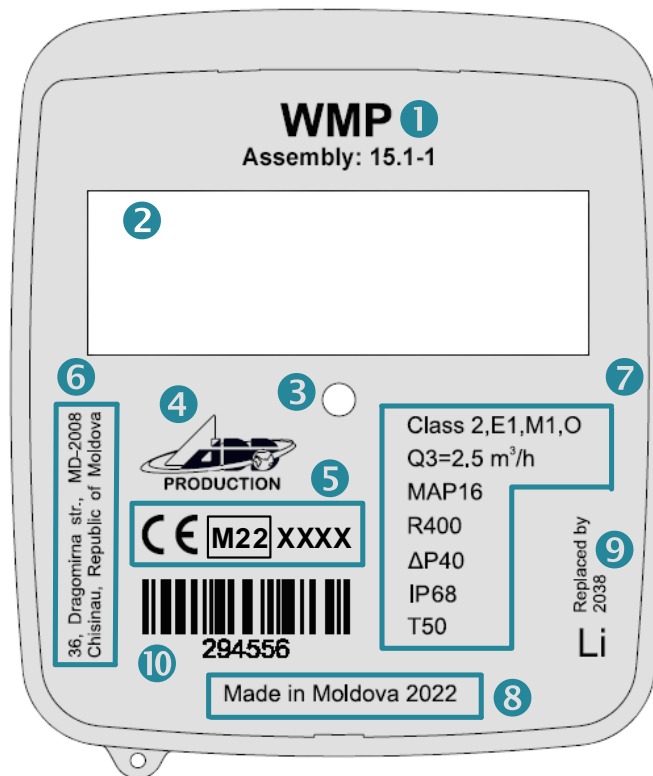 WMP 1
Assembly: 15.1-1
2
3
4
PRODUCTION
5
CE M22 XXXX
6
36, Dragomirna str., MD-2008
Chisinau, Republic of Moldova
7
Class 2,E1,M1,O
Q3=2,5 m³/h
MAP16
R400
ΔP40
IP68
T50
Replaced by
2038
9
Li
294556
10
Made in Moldova 2022
8